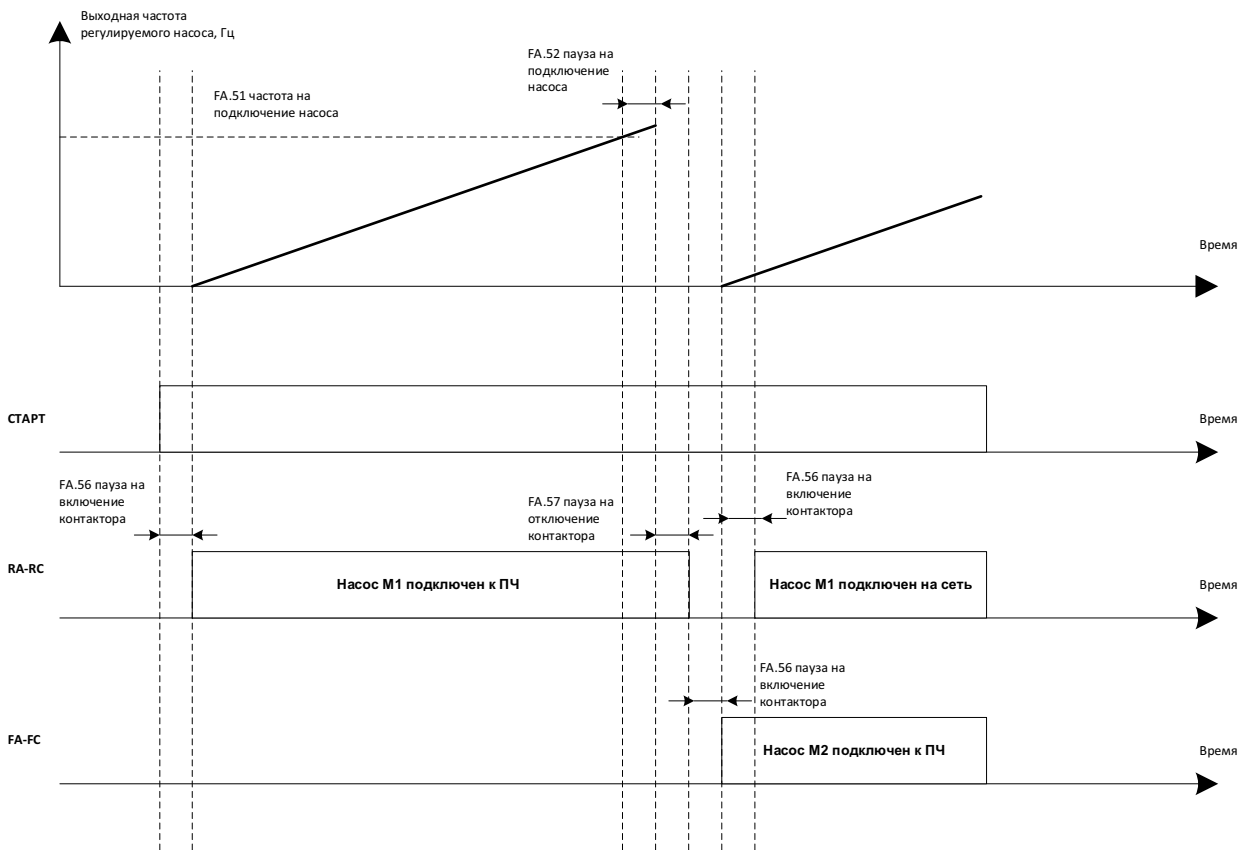 Выходная частота
регулируемого насоса, Гц
FA.52 пауза на
подключение
насоса
FA.51 частота на
подключение насоса
Время
СТАРТ
Время
FA.56 пауза на
включение
контактора
FA.57 пауза на
отключение
контактора
FA.56 пауза на
включение
контактора
RA-RC
Насос М1 подключен к ПЧ
Насос М1 подключен на сеть
Время
FA.56 пауза на
включение
контактора
FA-FC
Насос М2 подключен к ПЧ
Время